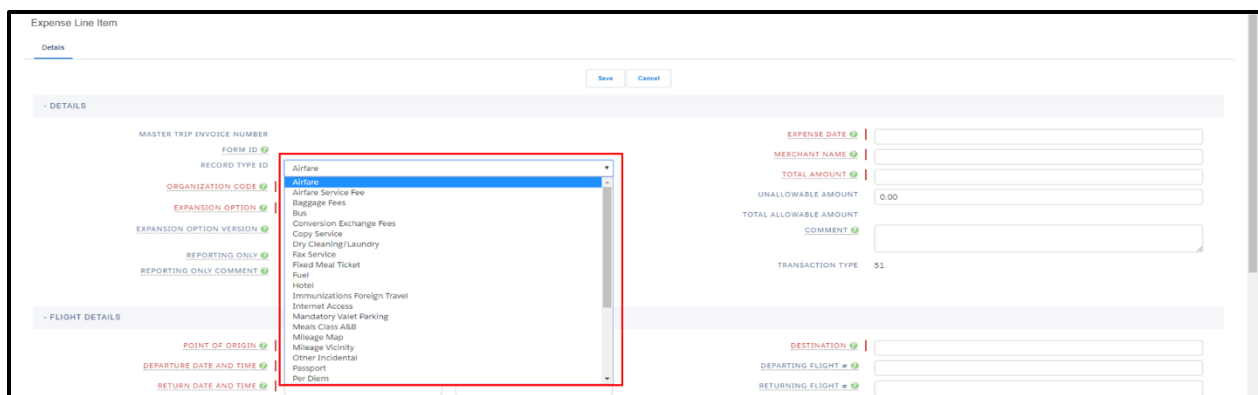 Expense Line Item
Details
Save Cancel
- DETAILS
MASTER TRIP INVOICE NUMBER
FORM ID
RECORD TYPE ID
Airfare
ORGANIZATION CODE
EXPANSION OPTION
EXPANSION OPTION VERSION
REPORTING ONLY
REPORTING ONLY COMMENT
Airfare
Airfare Service Fee
Baggage Fees
Bus
Conversion Exchange Fees
Copy Service
Dry Cleaning/Laundry
Fax Service
Fixed Meal Ticket
Fuel
Hotel
Immunizations Foreign Travel
Internet Access
Mandatory Valet Parking
Meals Class A&B
Mileage Map
Mileage Vicinity
Other Incidental
Passport
Per Diem
EXPENSE DATE
MERCHANT NAME
TOTAL AMOUNT
UNALLOWABLE AMOUNT 0.00
TOTAL ALLOWABLE AMOUNT
COMMENT
TRANSACTION TYPE 51
- FLIGHT DETAILS
POINT OF ORIGIN
DEPARTURE DATE AND TIME
RETURN DATE AND TIME
DESTINATION
DEPARTING FLIGHT #
RETURNING FLIGHT #